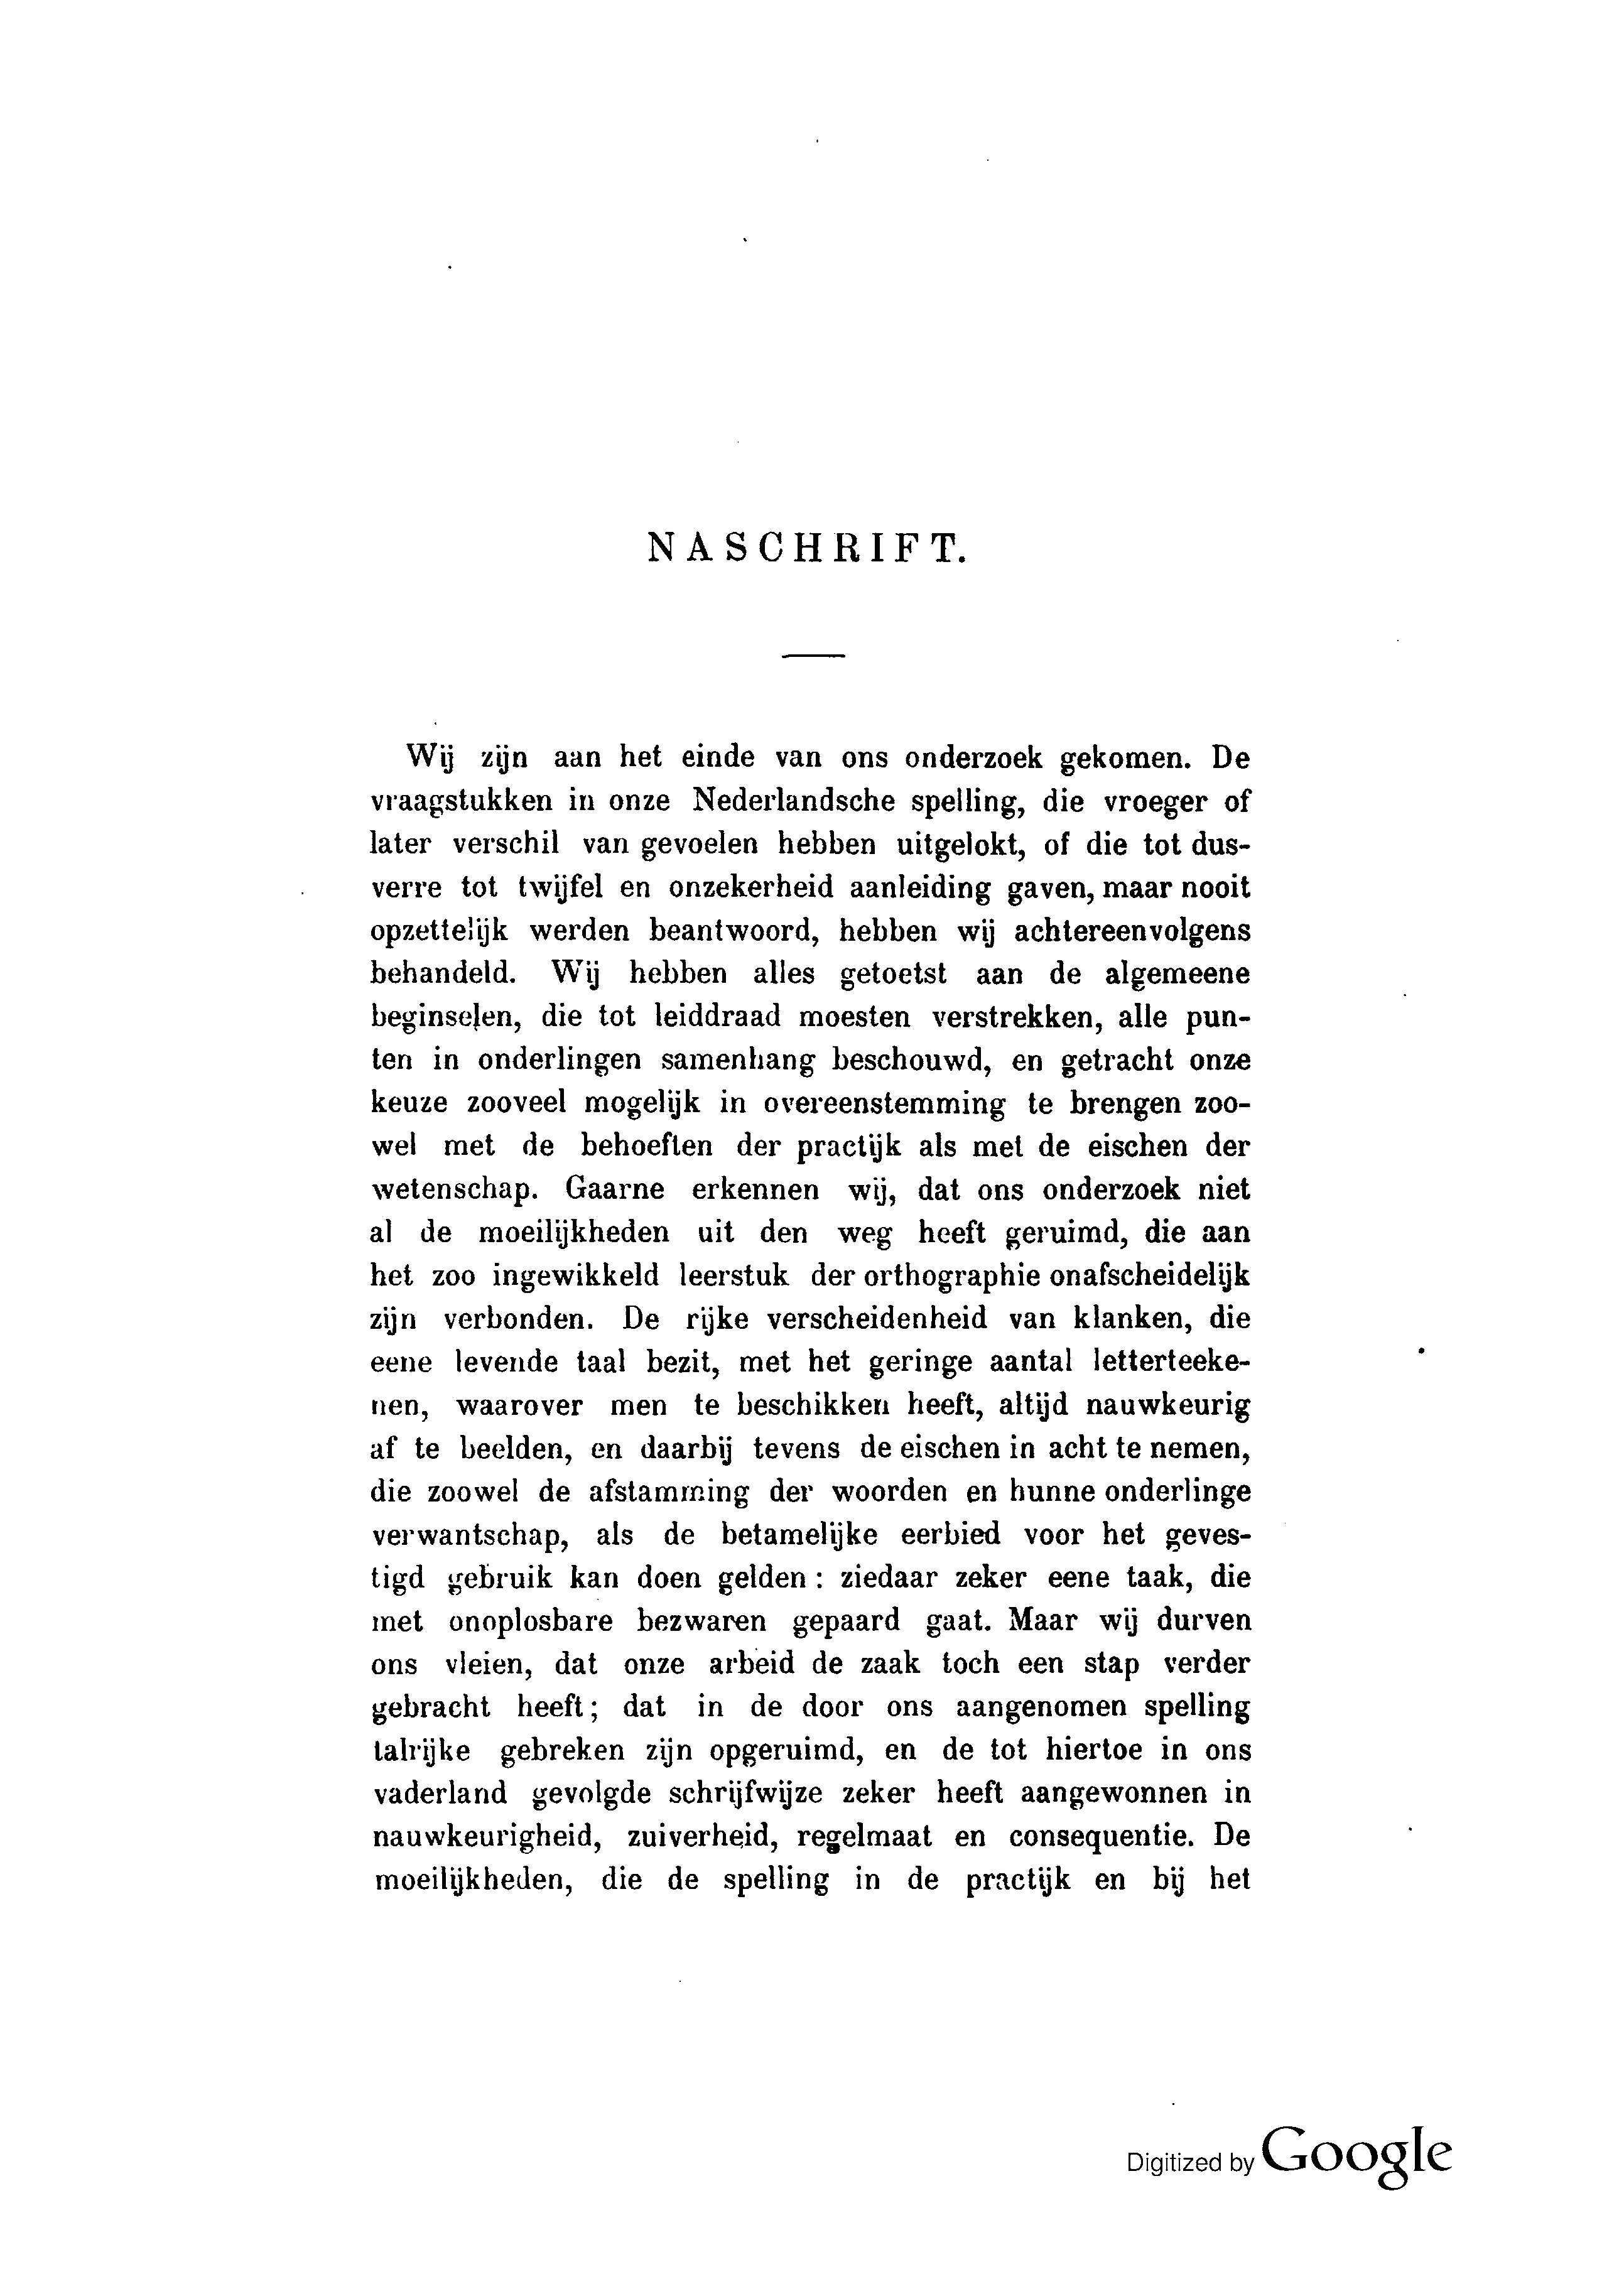 NASCHRIFT.
Wij zijn aan het einde van ons onderzoek gekomen. De
vraagstukken in onze Nederlandsche spelling, die vroeger of
later verschil van gevoelen hebben uitgelokt, of die tot dus-
verre tot twijfel en onzekerheid aanleiding gaven, maar nooit
opzettelijk werden beantwoord, hebben wij achtereenvolgens
behandeld. Wij hebben alles getoetst aan de algemeene
beginselen, die tot leiddraad moesten verstrekken, alle pun-
ten in onderlingen samenhang beschouwd, en getracht onze
keuze zooveel mogelijk in overeenstemming te brengen zoo-
wel met de behoeften der practijk als met de eischen der
wetenschap. Gaarne erkennen wij, dat ons onderzoek niet
al de moeilijkheden uit den weg heeft geruimd, die aan
het zoo ingewikkeld leerstuk der orthographie onafscheidelijk
zijn verbonden. De rijke verscheidenheid van klanken, die
eene levende taal bezit, met het geringe aantal letterteeke-
nen, waarover men te beschikken heeft, altijd nauwkeurig
af te beelden, en daarbij tevens de eischen in acht te nemen,
die zoowel de afstamming der woorden en hunne onderlinge
verwantschap, als de betamelijke eerbied voor het geves-
tigd gebruik kan doen gelden: ziedaar zeker eene taak, die
met onoplosbare bezwaren gepaard gaat. Maar wij durven
ons vleien, dat onze arbeid de zaak toch een stap verder
gebracht heeft; dat in de door ons aangenomen spelling
talrijke gebreken zijn opgeruimd, en de tot hiertoe in ons
vaderland gevolgde schrijfwijze zeker heeft aangewonnen in
nauwkeurigheid, zuiverheid, regelmaat en consequentie. De
moeilijkheden, die de spelling in de practijk en bij het
Digitized by Google